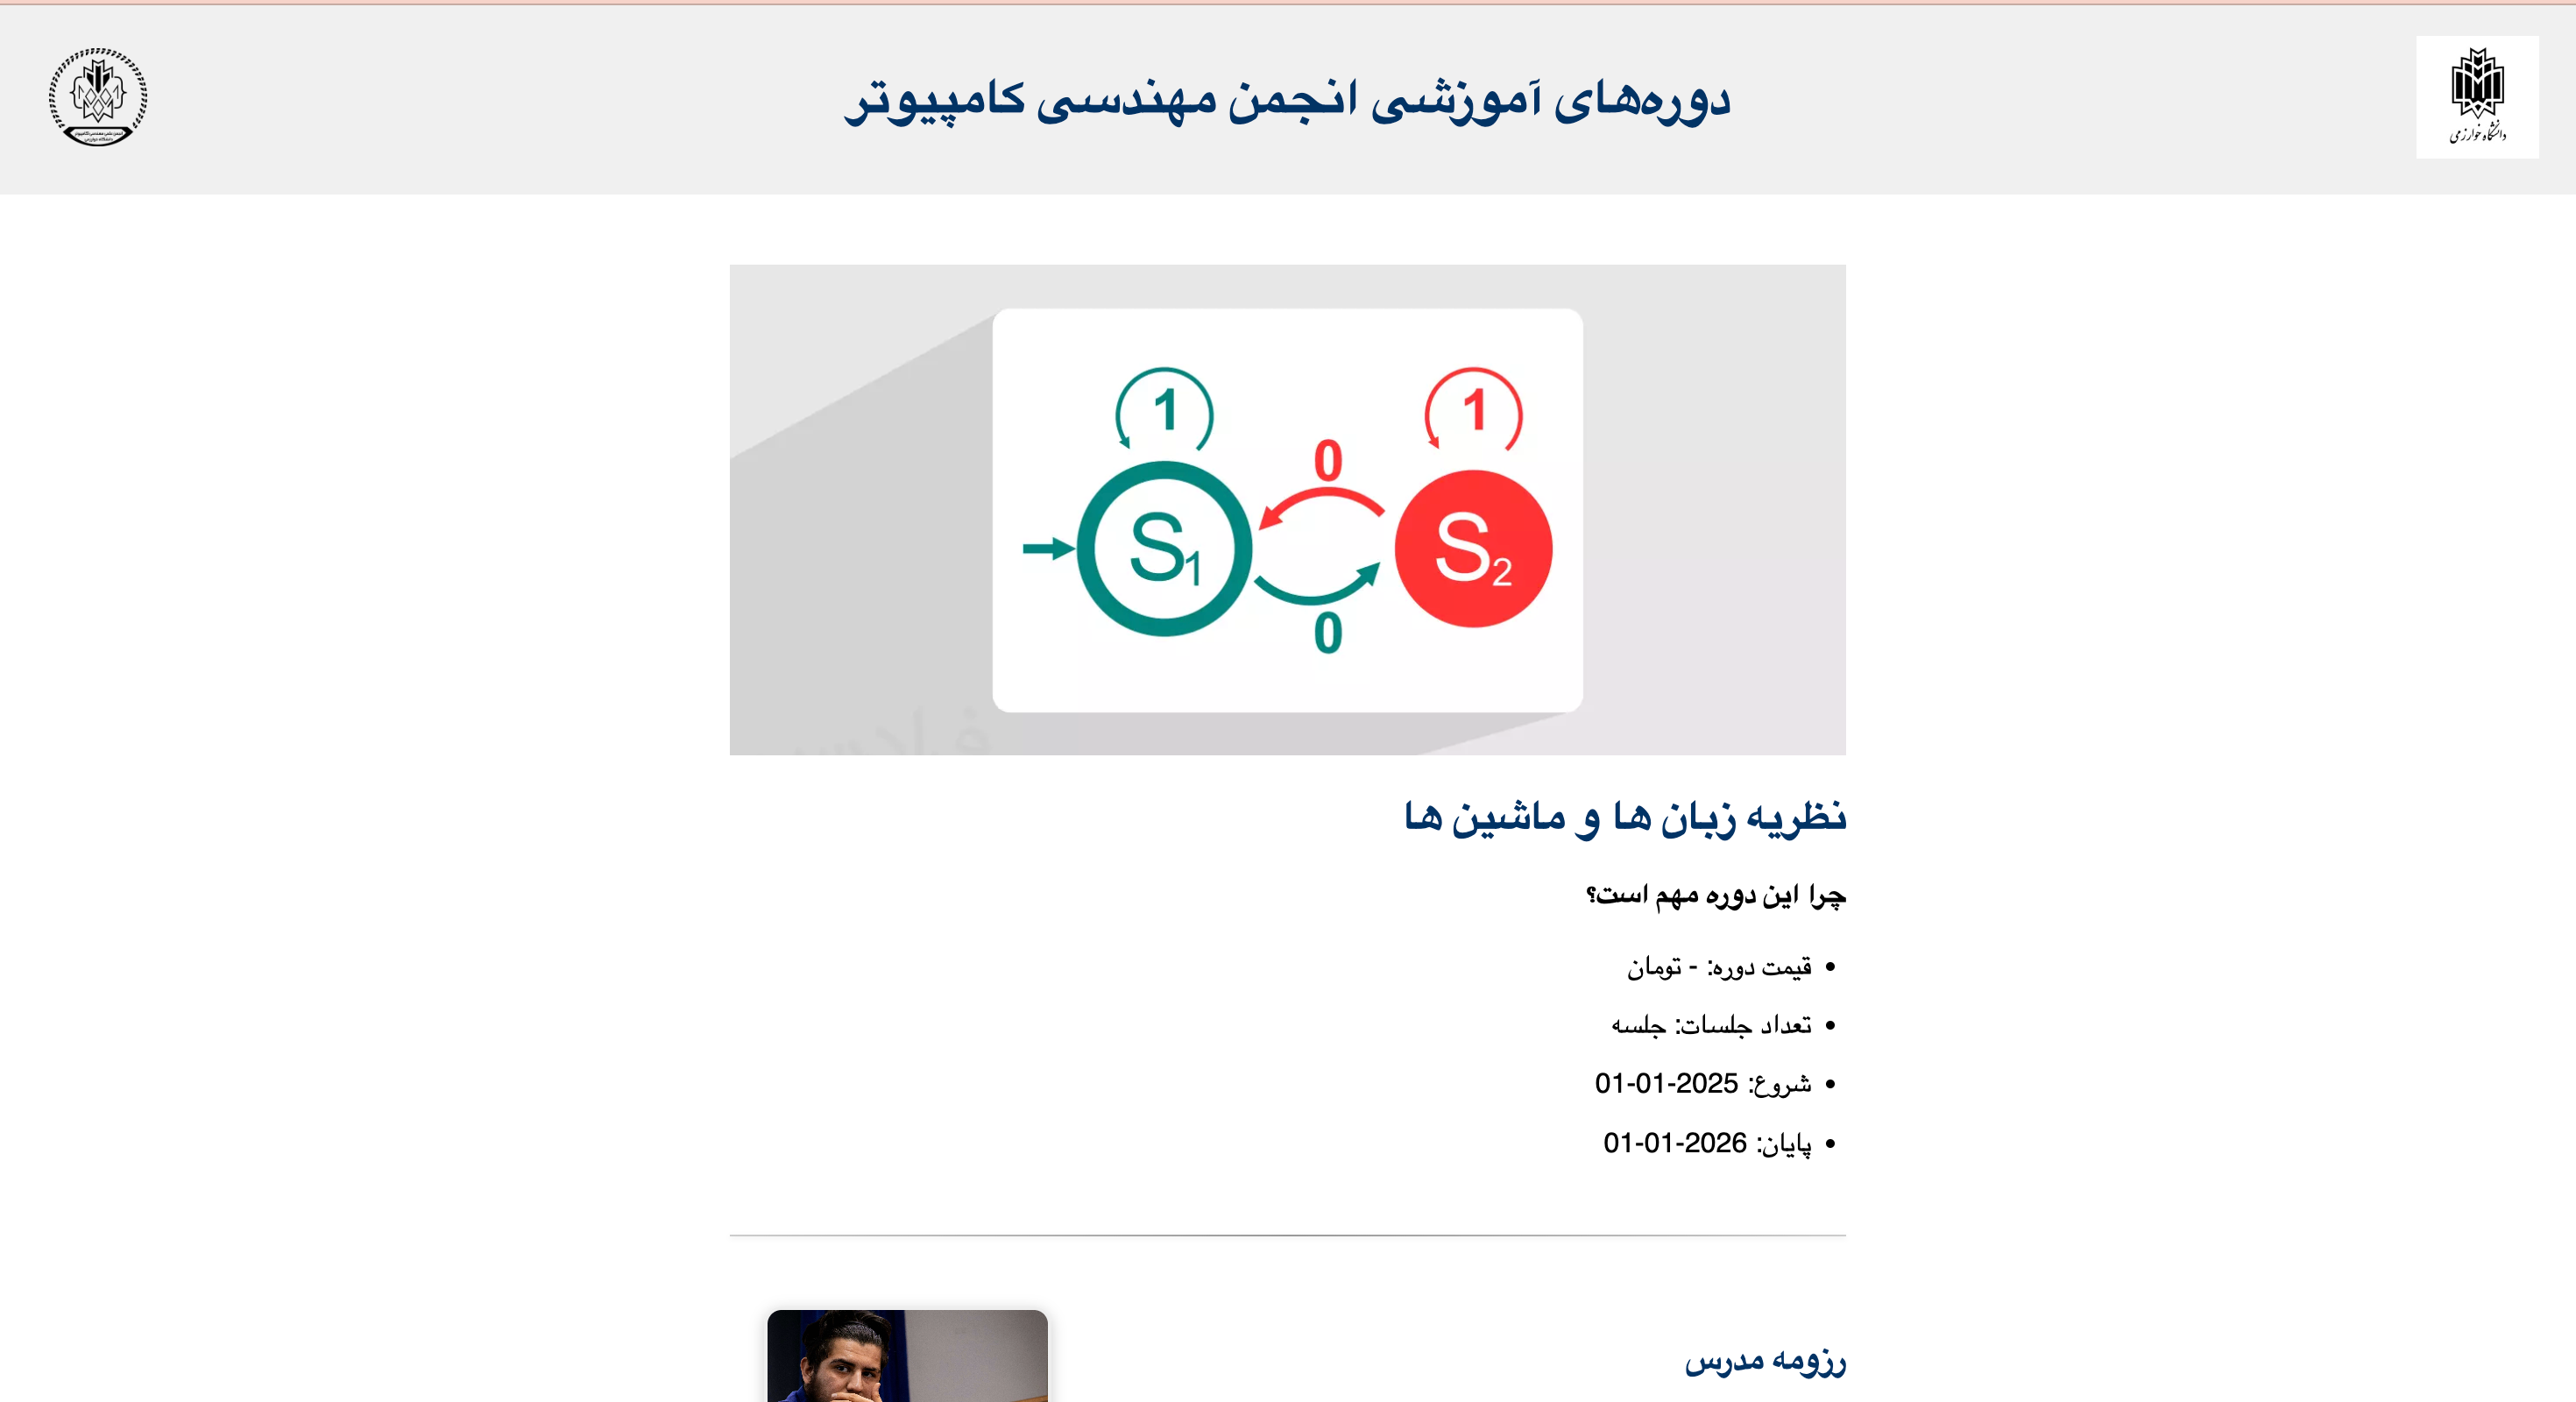 دوره‌های آموزشی انجمن مهندسی کامپیوتر
دانشگاه خوارزمی
1
1
0
S1
S2
0
نظریه زبان ها و ماشین ها
چرا این دوره مهم است؟
قیمت دوره: - تومان
تعداد جلسات: جلسه
شروع: 2025-01-01
پایان: 2026-01-01
رزومه مدرس